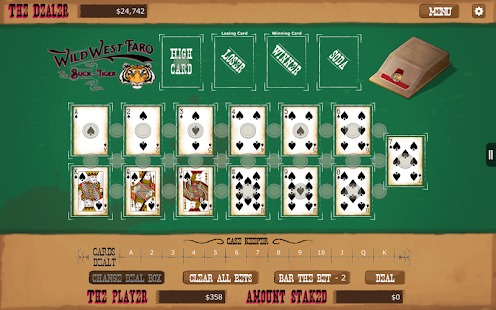 THE DEALER $24,742 MENU
Losing Card Winning Card
WILD WEST FARO
BUCK THE TIGER
HIGH CARD LOSER WINNER SODA
CASE KEEPER
CARDS DEALT A 1 2 3 4 5 6 7 8 9 10 J Q K
CHANGE DEAL BOX CLEAR ALL BETS BAR THE BET - 2 DEAL
THE PLAYER $358 AMOUNT STAKED $0